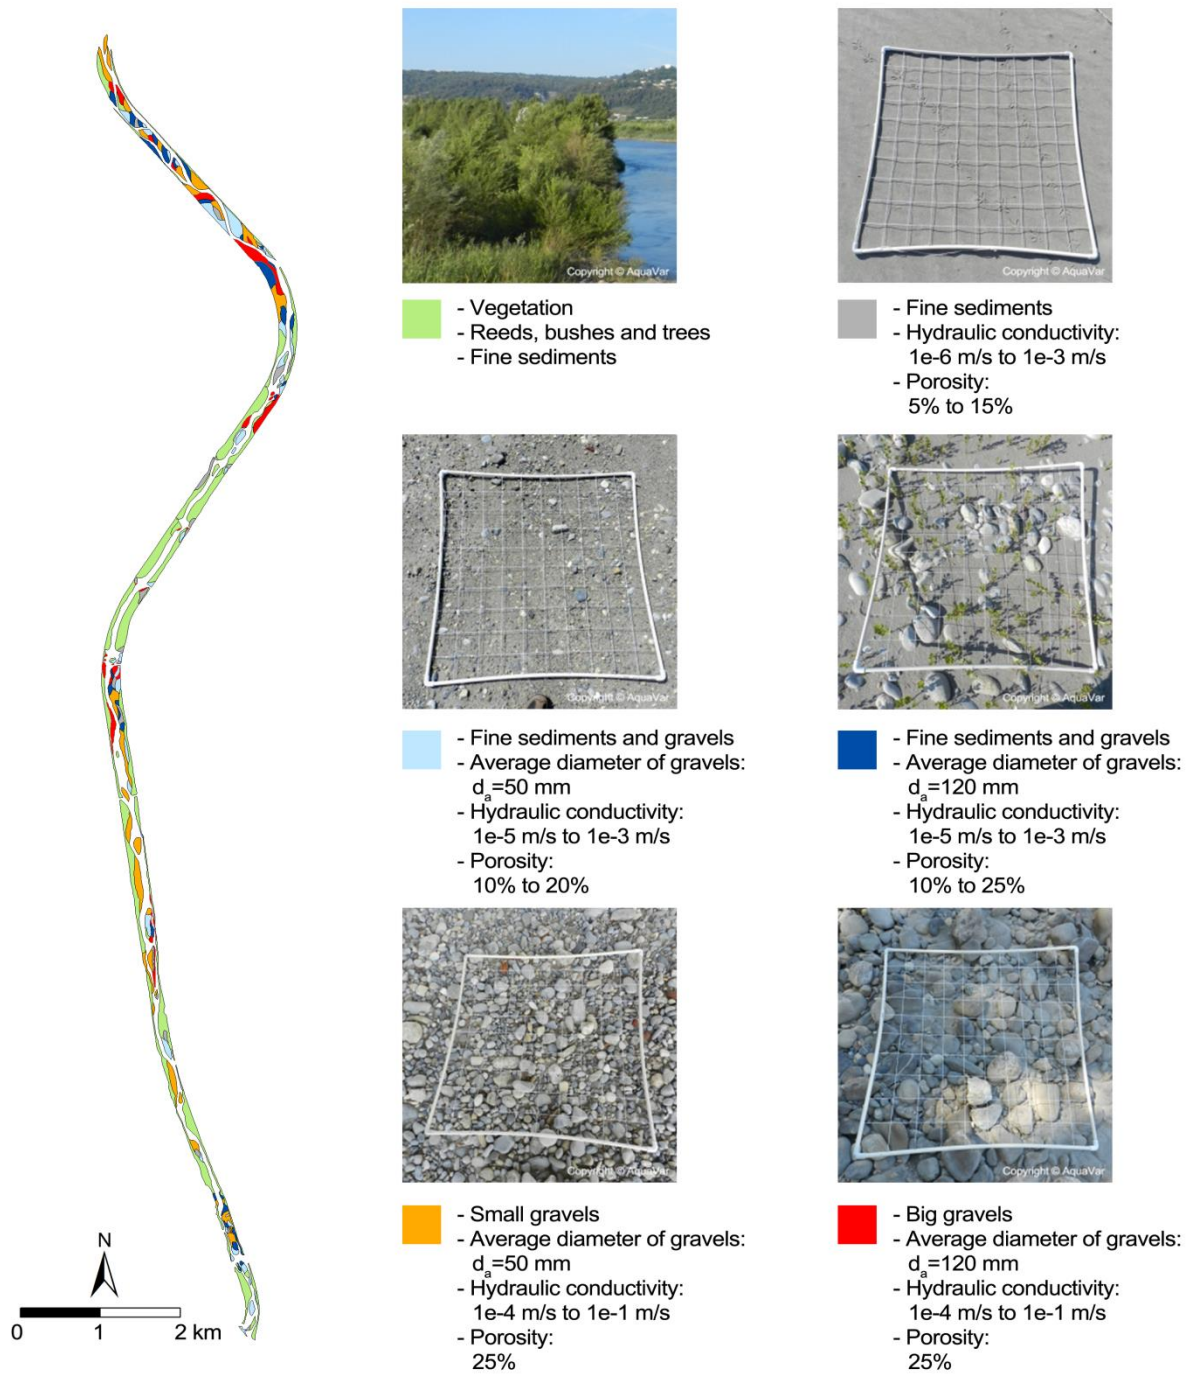 Copyright © AquaVar
- Vegetation
- Reeds, bushes and trees
- Fine sediments
Copyright © AquaVar
- Fine sediments
- Hydraulic conductivity:
1e-6 m/s to 1e-3 m/s
- Porosity:
5% to 15%
Copyright © AquaVar
- Fine sediments and gravels
- Average diameter of gravels:
da=50 mm
- Hydraulic conductivity:
1e-5 m/s to 1e-3 m/s
- Porosity:
10% to 20%
Copyright © AquaVar
- Fine sediments and gravels
- Average diameter of gravels:
da=120 mm
- Hydraulic conductivity:
1e-5 m/s to 1e-3 m/s
- Porosity:
10% to 25%
Copyright © AquaVar
- Small gravels
- Average diameter of gravels:
da=50 mm
- Hydraulic conductivity:
1e-4 m/s to 1e-1 m/s
- Porosity:
25%
Copyright © AquaVar
- Big gravels
- Average diameter of gravels:
da=120 mm
- Hydraulic conductivity:
1e-4 m/s to 1e-1 m/s
- Porosity:
25%
N
0 1 2 km